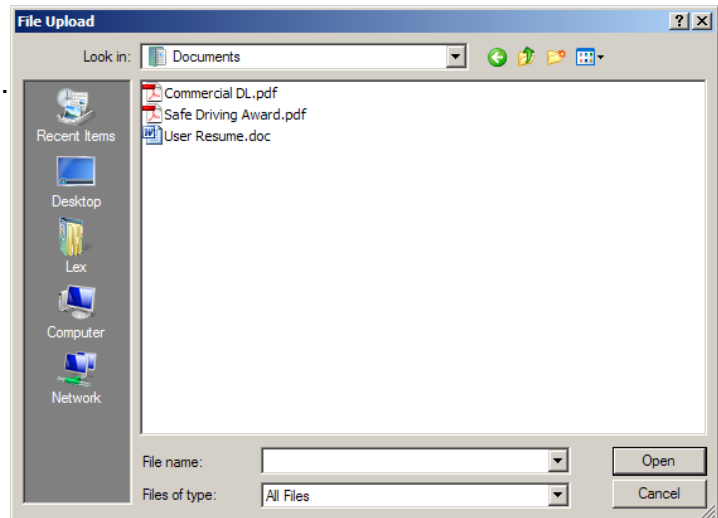 File Upload
Look in: Documents
Commercial DL.pdf
Safe Driving Award.pdf
User Resume.doc
Recent Items
Desktop
Lex
Computer
Network
File name: Open
Files of type: All Files Cancel